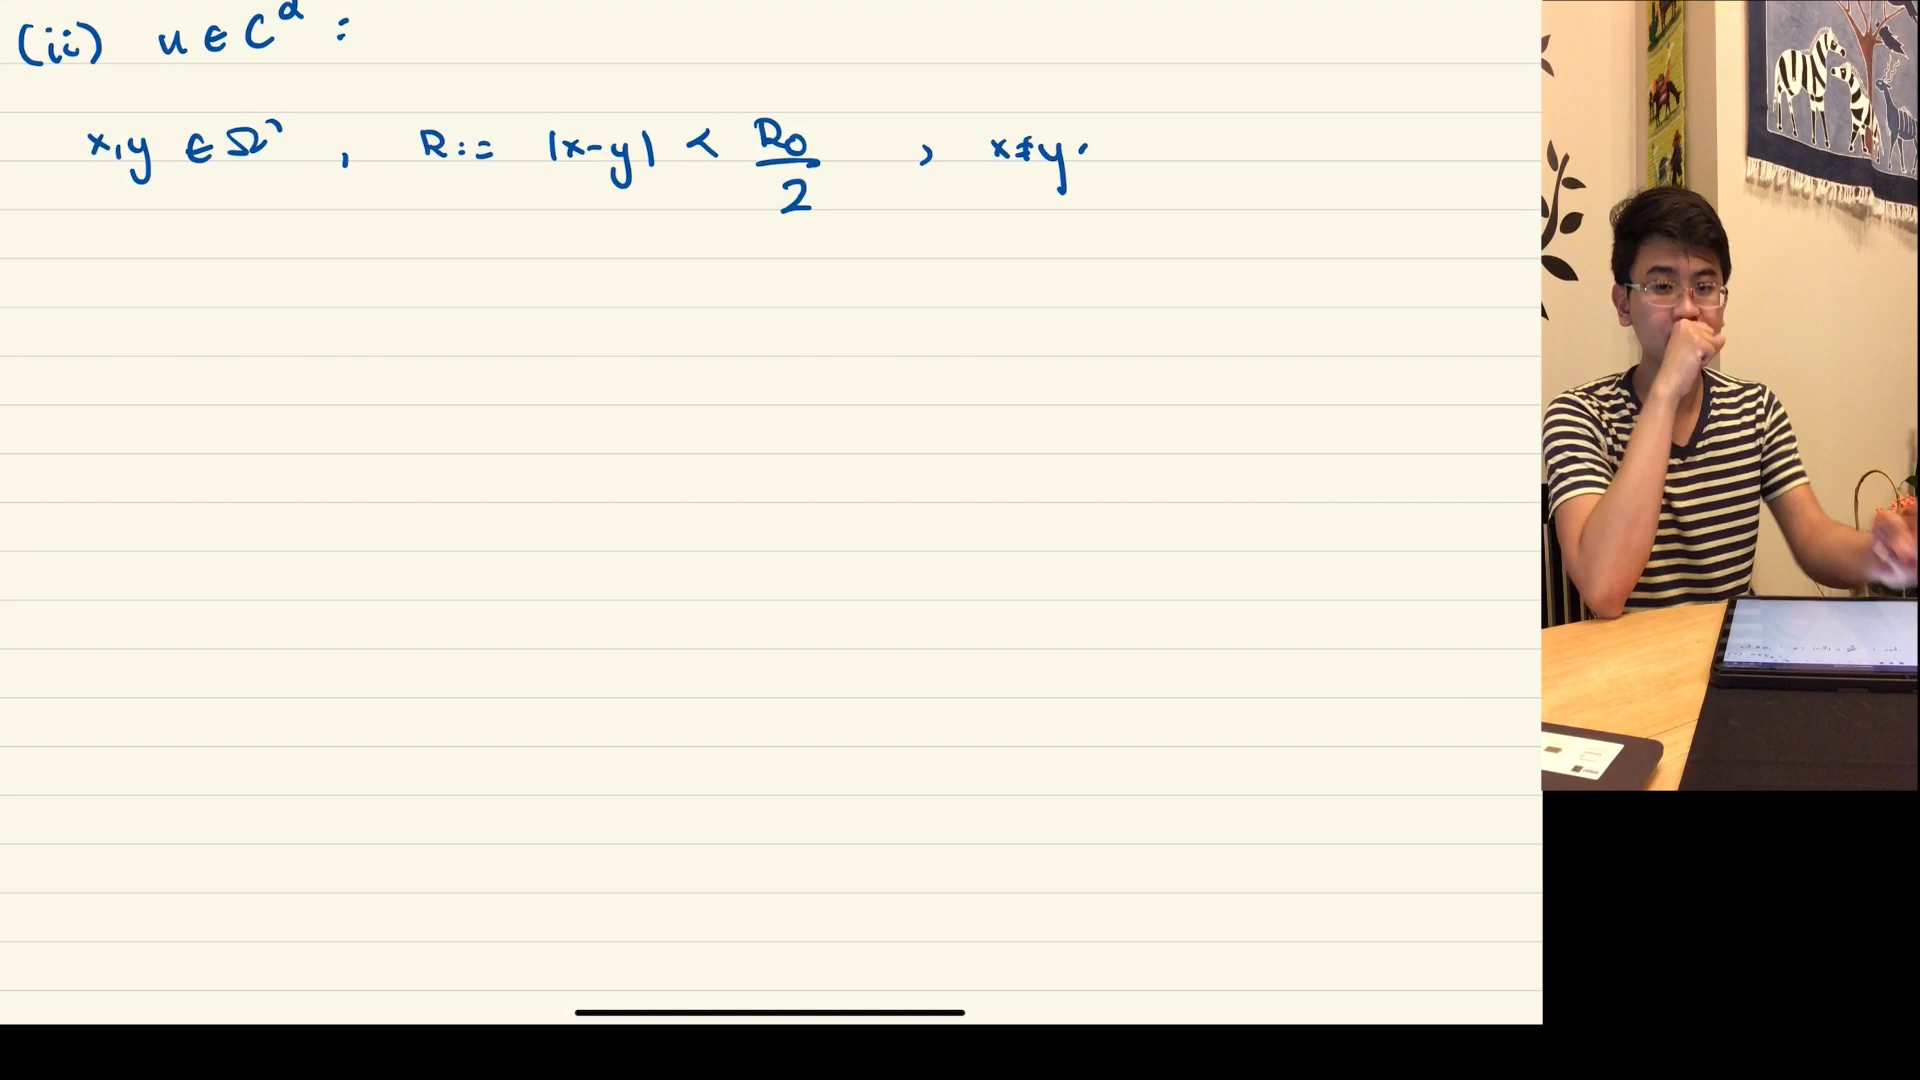 (ii) u ∈ C^α :
x,y ∈ Ω' , R := |x-y| < R₀/2 , x≠y.